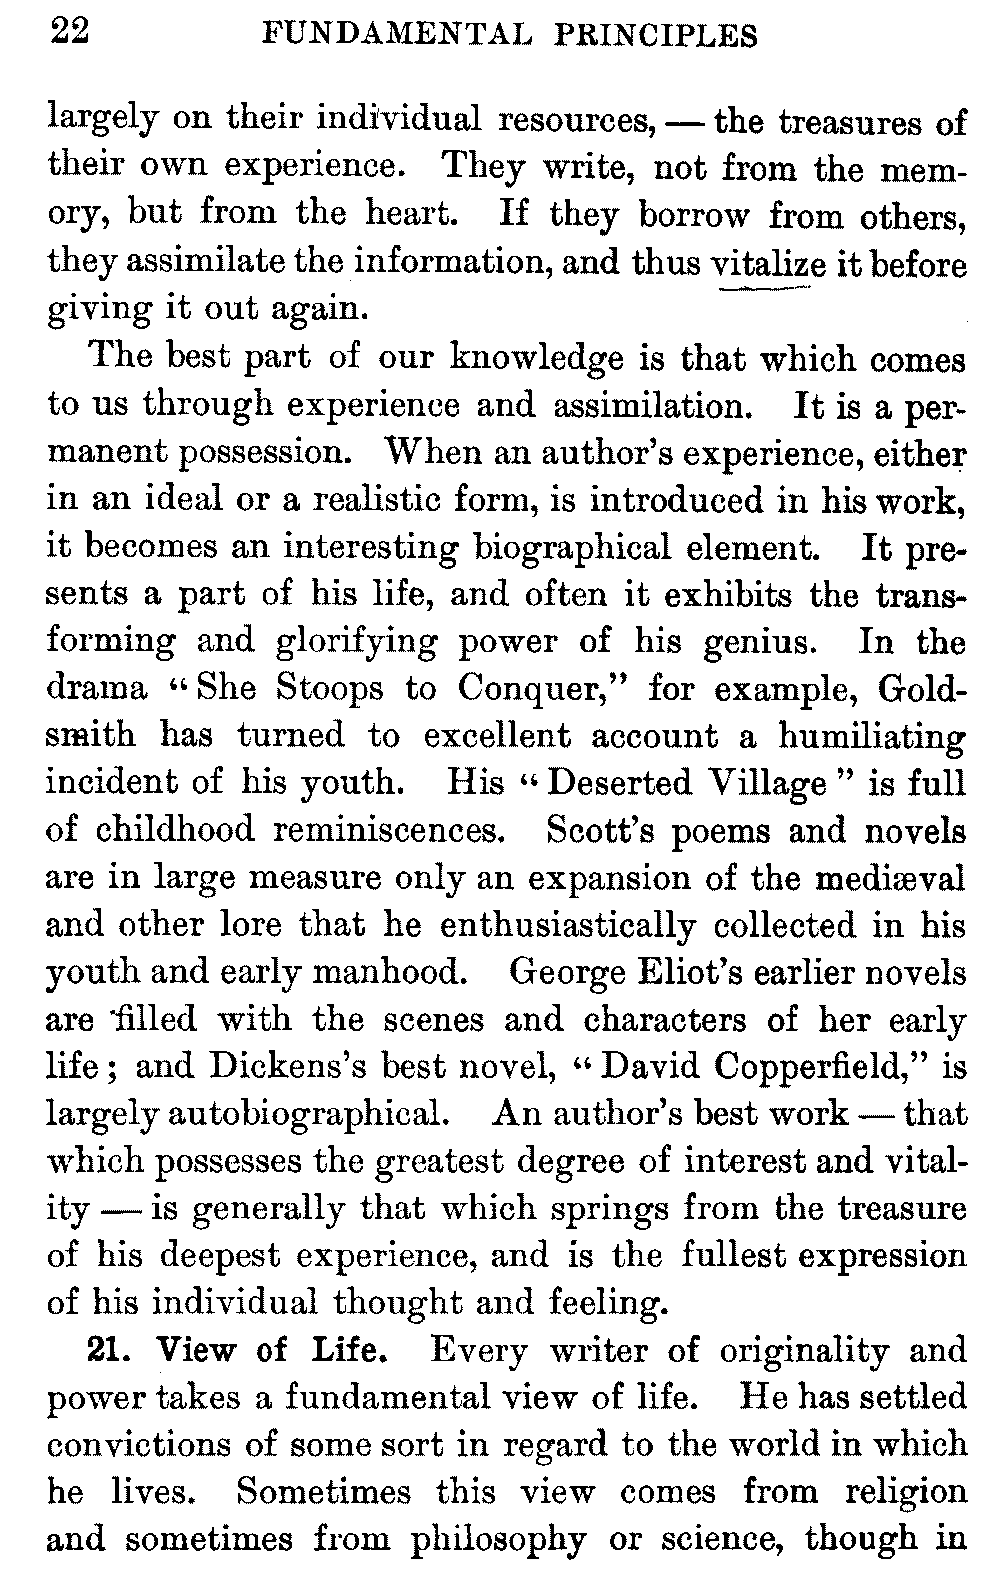 22 FUNDAMENTAL PRINCIPLES
largely on their individual resources, — the treasures of
their own experience. They write, not from the mem-
ory, but from the heart. If they borrow from others,
they assimilate the information, and thus vitalize it before
giving it out again.
The best part of our knowledge is that which comes
to us through experience and assimilation. It is a per-
manent possession. When an author's experience, either
in an ideal or a realistic form, is introduced in his work,
it becomes an interesting biographical element. It pre-
sents a part of his life, and often it exhibits the trans-
forming and glorifying power of his genius. In the
drama “She Stoops to Conquer,” for example, Gold-
smith has turned to excellent account a humiliating
incident of his youth. His “Deserted Village” is full
of childhood reminiscences. Scott's poems and novels
are in large measure only an expansion of the mediæval
and other lore that he enthusiastically collected in his
youth and early manhood. George Eliot's earlier novels
are filled with the scenes and characters of her early
life; and Dickens's best novel, “David Copperfield,” is
largely autobiographical. An author's best work — that
which possesses the greatest degree of interest and vital-
ity — is generally that which springs from the treasure
of his deepest experience, and is the fullest expression
of his individual thought and feeling.
21. View of Life. Every writer of originality and
power takes a fundamental view of life. He has settled
convictions of some sort in regard to the world in which
he lives. Sometimes this view comes from religion
and sometimes from philosophy or science, though in